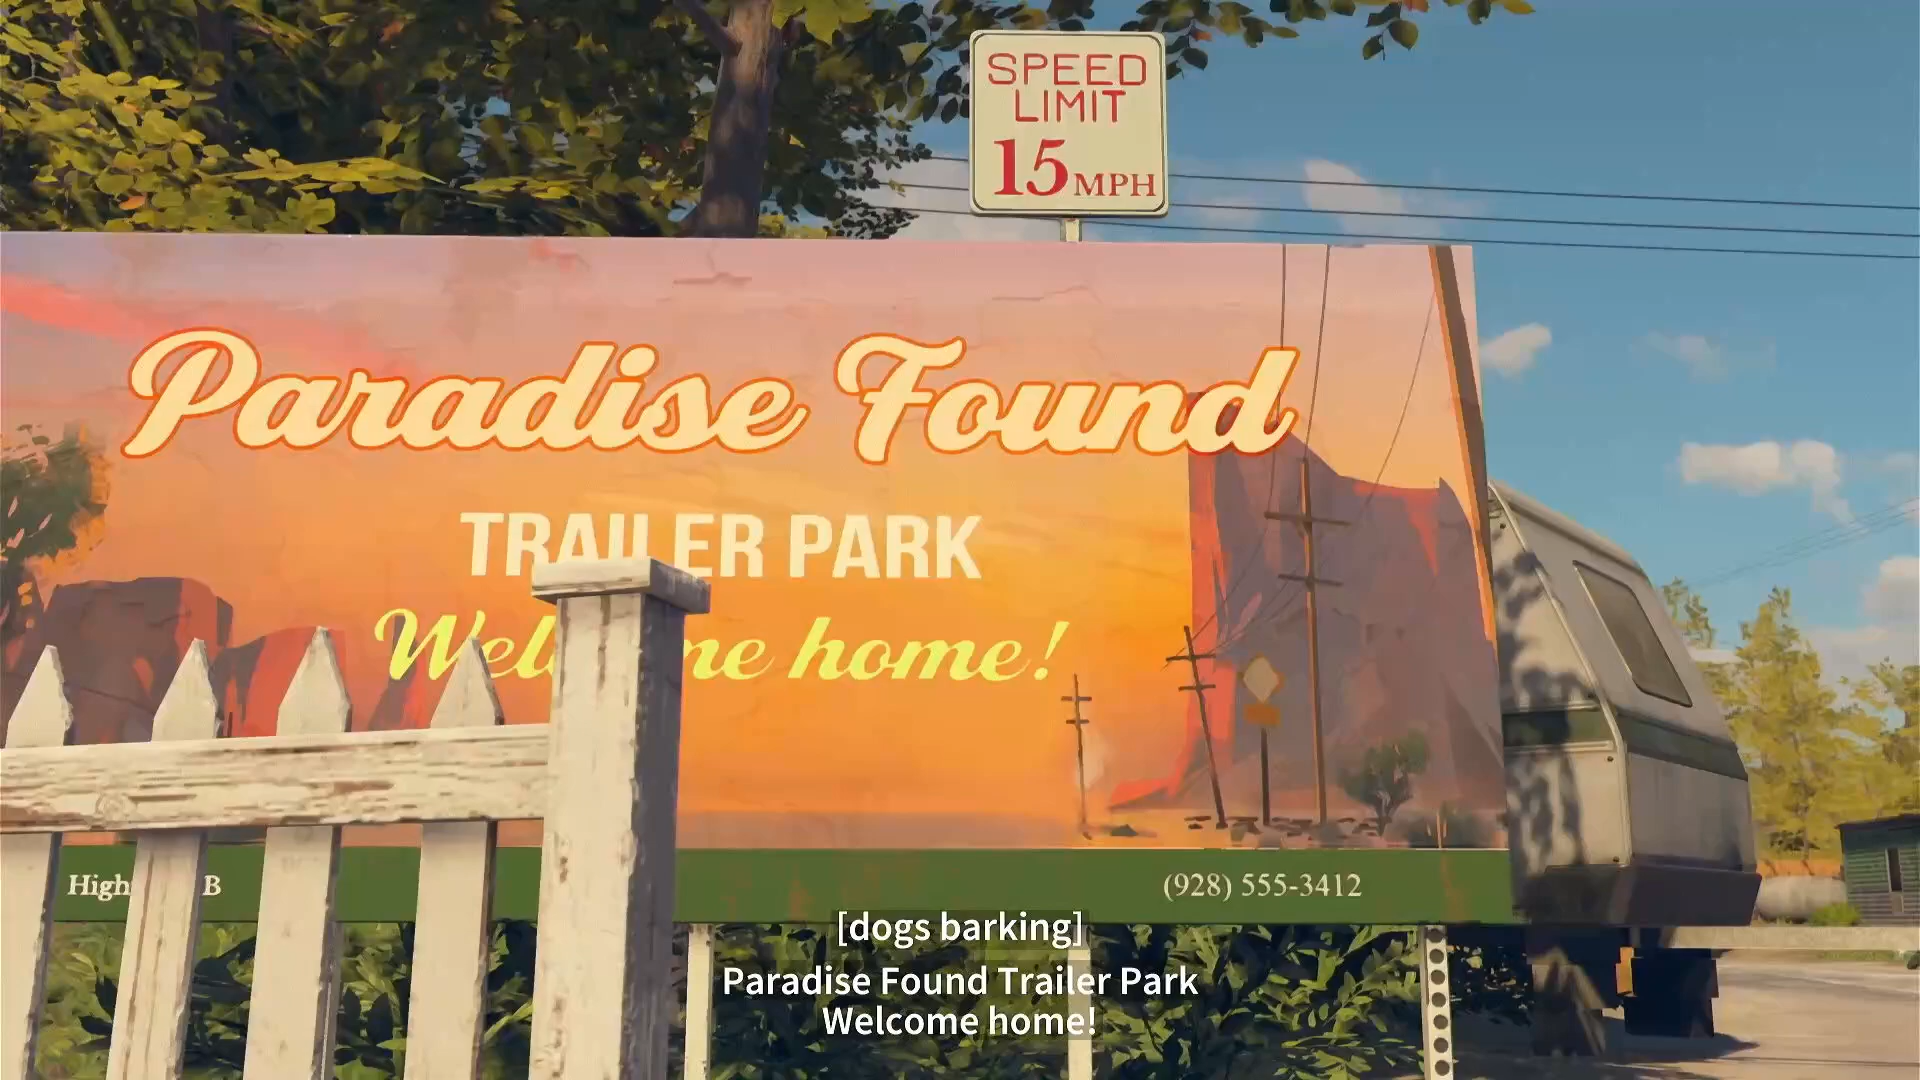 SPEED
LIMIT
15 MPH
Paradise Found
TRAILER PARK
Welcome home!
(928) 555-3412
[dogs barking]
Paradise Found Trailer Park
Welcome home!